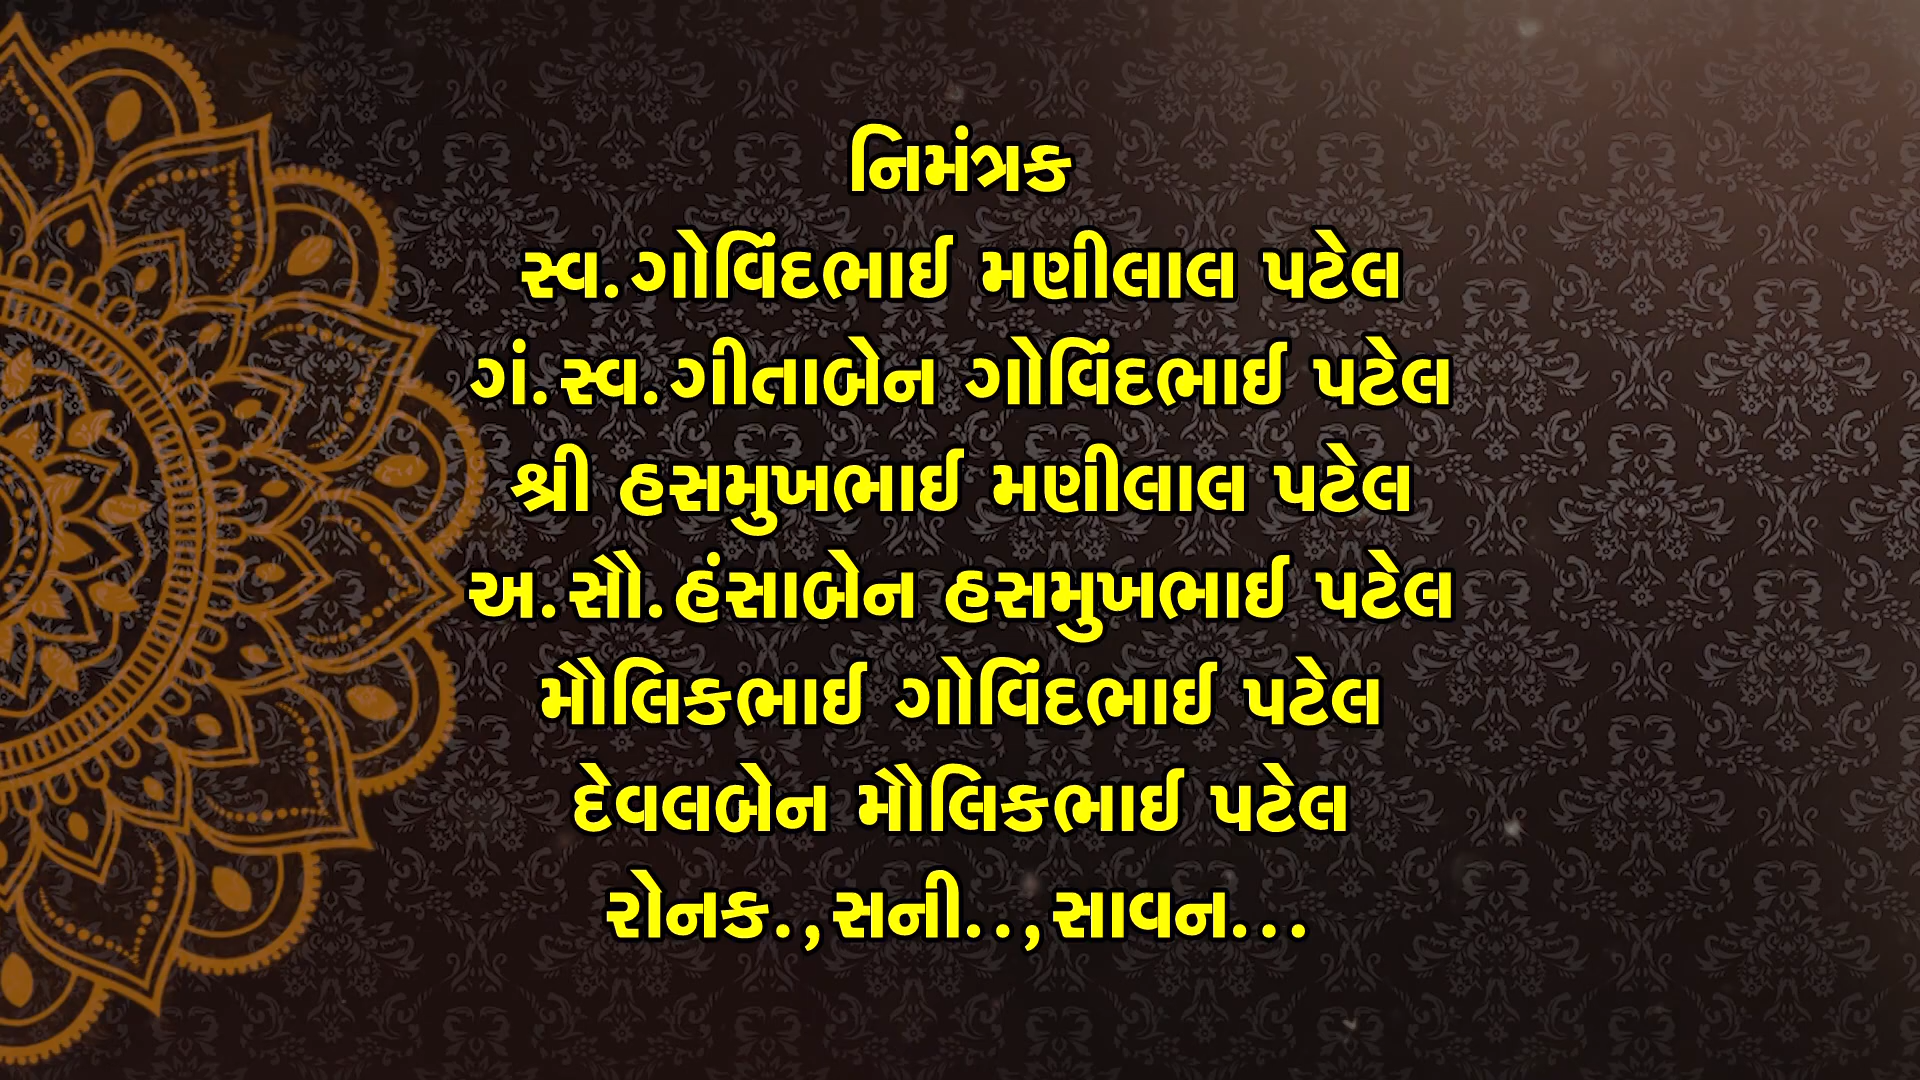 નિમંત્રક
સ્વ.ગોવિંદભાઈ મણીલાલ પટેલ
ગં.સ્વ.ગીતાબેન ગોવિંદભાઈ પટેલ
શ્રી હસમુખભાઈ મણીલાલ પટેલ
અ.સૌ.હંસાબેન હસમુખભાઈ પટેલ
મૌલિકભાઈ ગોવિંદભાઈ પટેલ
દેવલબેન મૌલિકભાઈ પટેલ
રોનક.,સની..,સાવન...